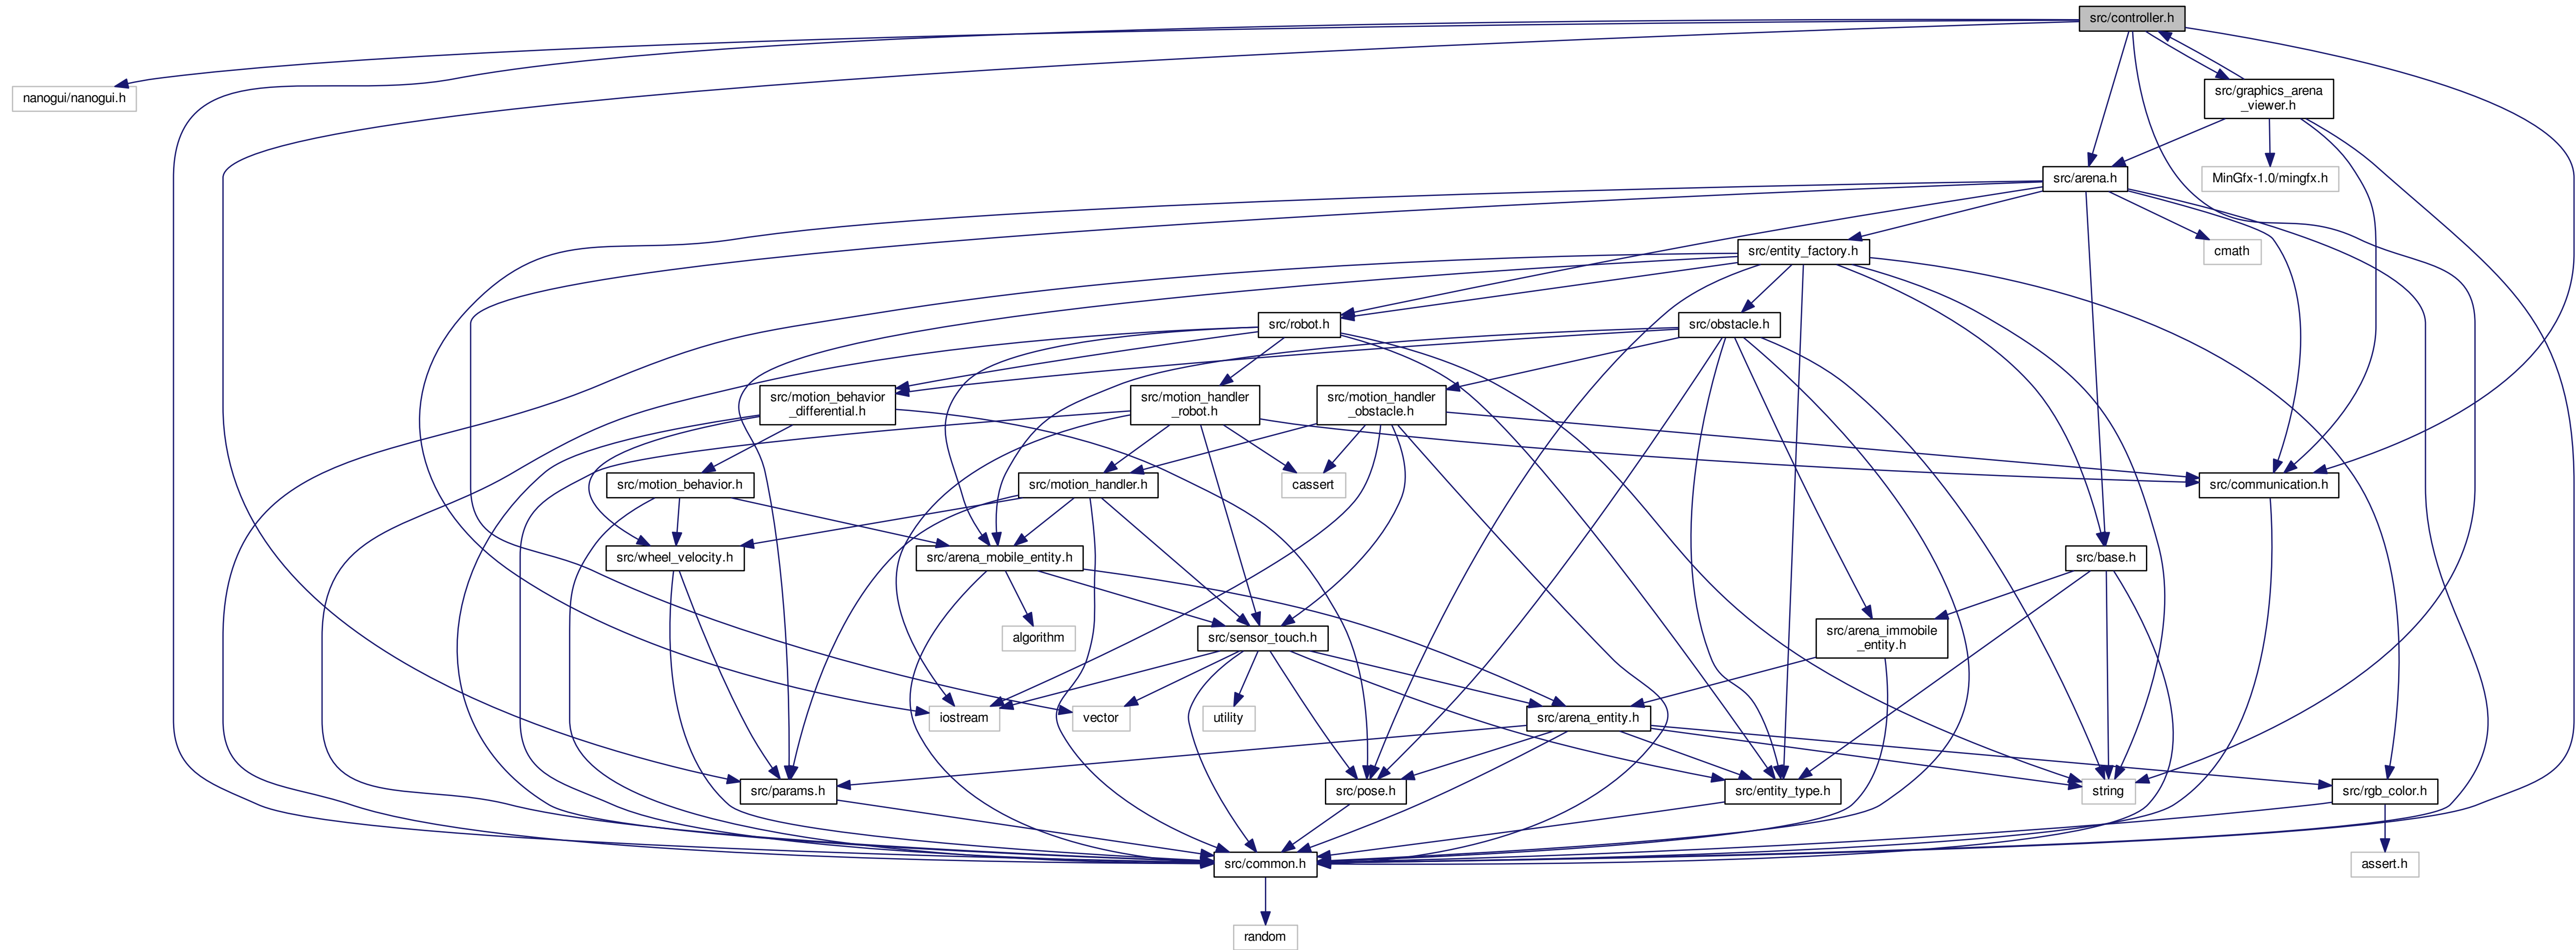 src/controller.h
nanogui/nanogui.h
src/graphics_arena
_viewer.h
src/arena.h
MinGfx-1.0/mingfx.h
src/entity_factory.h
cmath
src/robot.h
src/obstacle.h
src/motion_behavior
_differential.h
src/motion_handler
_robot.h
src/motion_handler
_obstacle.h
src/motion_behavior.h
src/motion_handler.h
cassert
src/communication.h
src/wheel_velocity.h
src/arena_mobile_entity.h
src/base.h
algorithm
src/sensor_touch.h
src/arena_immobile
_entity.h
iostream
vector
utility
src/arena_entity.h
src/params.h
src/pose.h
src/entity_type.h
string
src/rgb_color.h
src/common.h
assert.h
random